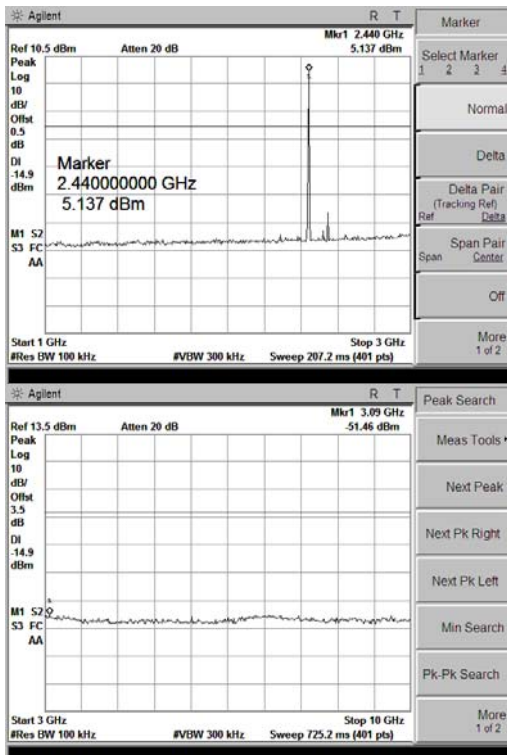 Agilent R T
Mkr1 2.440 GHz
Ref 10.5 dBm Atten 20 dB 5.137 dBm
Peak
Log
10
dB/
Offst
0.5
dB
DI
-14.9
dBm
Marker
2.440000000 GHz
5.137 dBm
M1 S2
S3 FC
AA
Start 1 GHz Stop 3 GHz
#Res BW 100 kHz #VBW 300 kHz Sweep 207.2 ms (401 pts)
Marker
Select Marker
1 2 3 4
Normal
Delta
Delta Pair
(Tracking Ref)
Ref Delta
Span Pair
Span Center
Off
More
1 of 2
Agilent R T
Mkr1 3.09 GHz
Ref 13.5 dBm Atten 20 dB -51.46 dBm
Peak
Log
10
dB/
Offst
3.5
dB
DI
-14.9
dBm
M1 S2
S3 FC
AA
Start 3 GHz Stop 10 GHz
#Res BW 100 kHz #VBW 300 kHz Sweep 725.2 ms (401 pts)
Peak Search
Meas Tools
Next Peak
Next Pk Right
Next Pk Left
Min Search
Pk-Pk Search
More
1 of 2